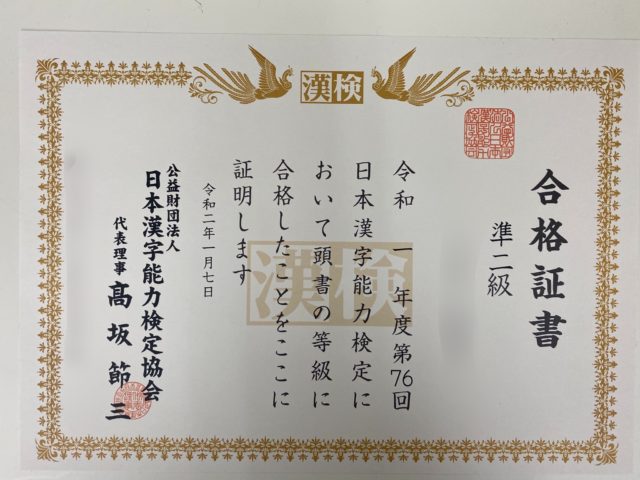 漢検
合格証書
準二級
令和一年度第76回
日本漢字能力検定に
おいて頭書の等級に
合格したことをここに
証明します
令和二年一月七日
公益財団法人
日本漢字能力検定協会
代表理事 髙坂節三
漢検